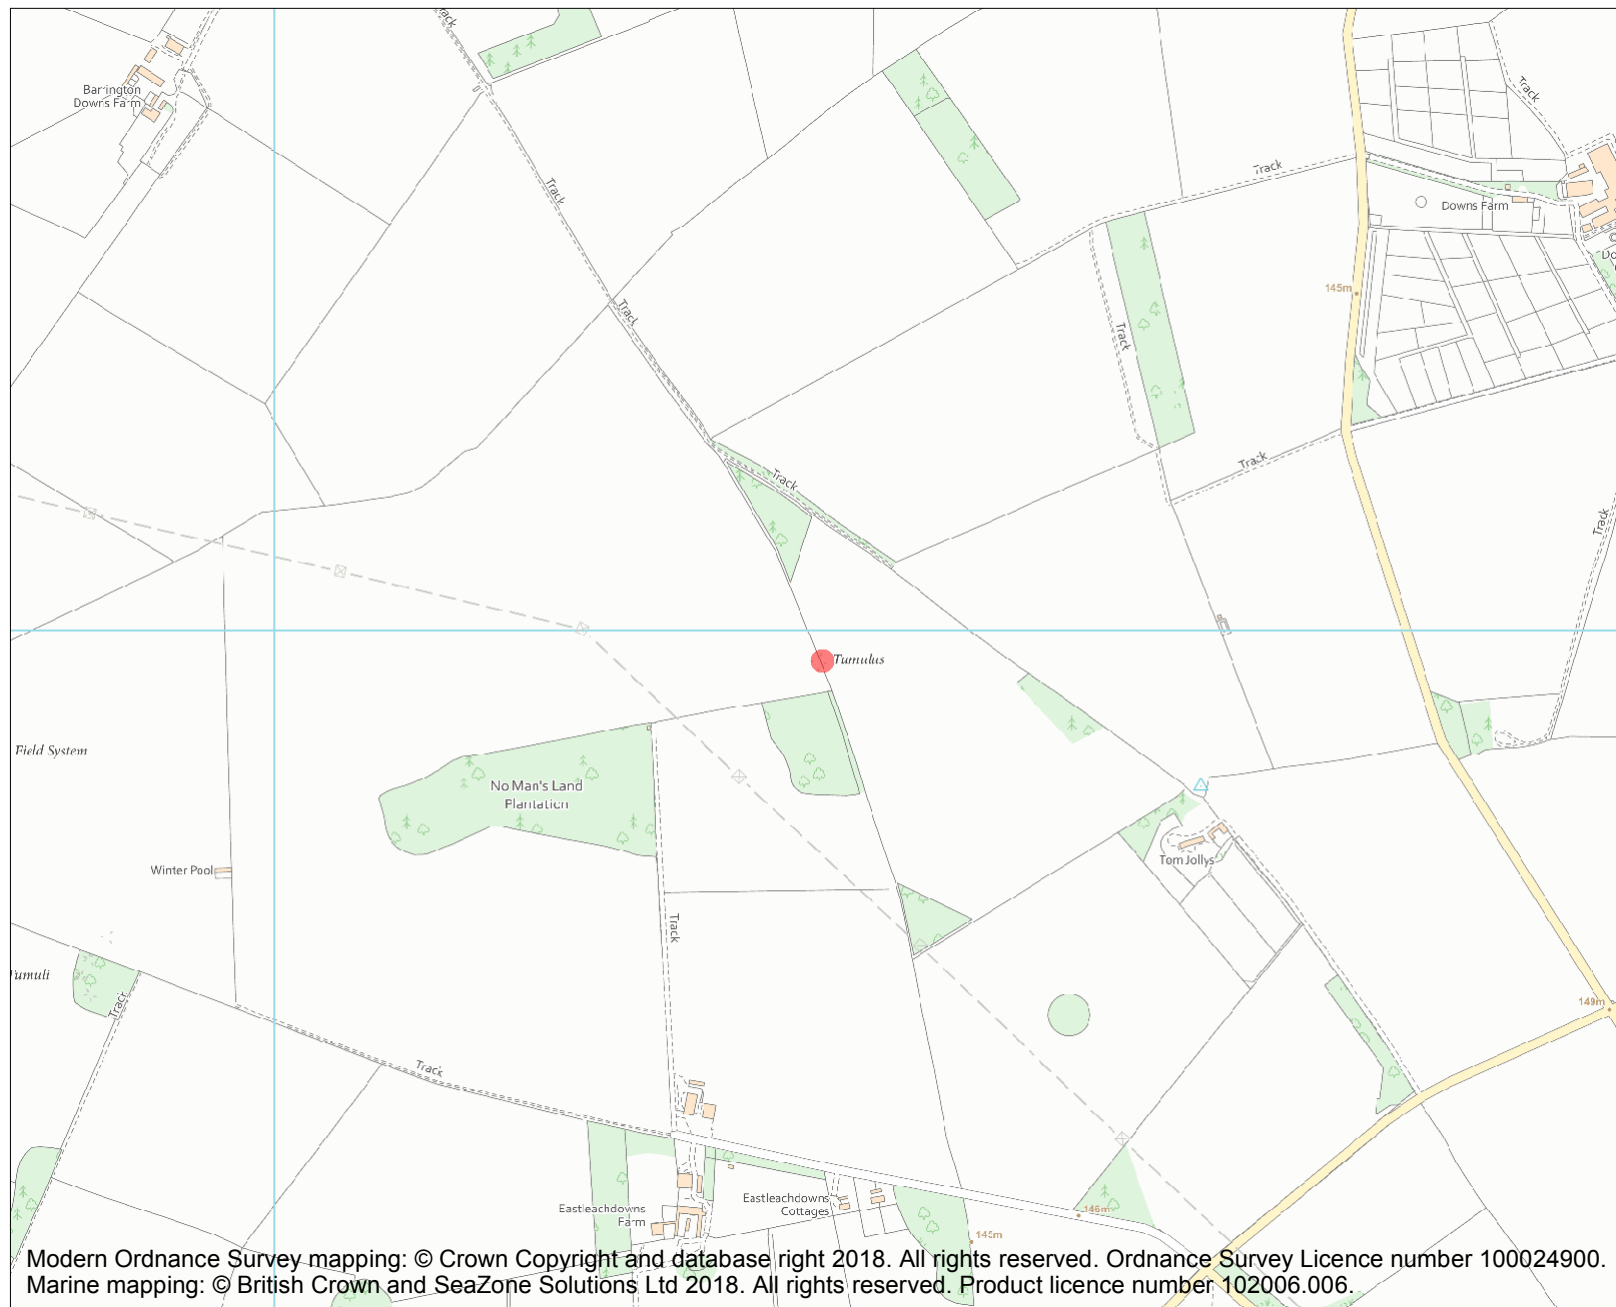 Track
Barrington
Downs Farm
Track
Track
Track
Downs Farm
145m
Track
Track
Track
Track
Track
Tumulus
Field System
No Man's Land
Plantation
Winter Pool
Tom Jollys
Track
Track
149m
Track
Eastleachdowns
Cottages
Eastleachdowns
Farm
146m
145m
Modern Ordnance Survey mapping: © Crown Copyright and database right 2018. All rights reserved. Ordnance Survey Licence number 100024900.
Marine mapping: © British Crown and SeaZone Solutions Ltd 2018. All rights reserved. Product licence number 102006.006.